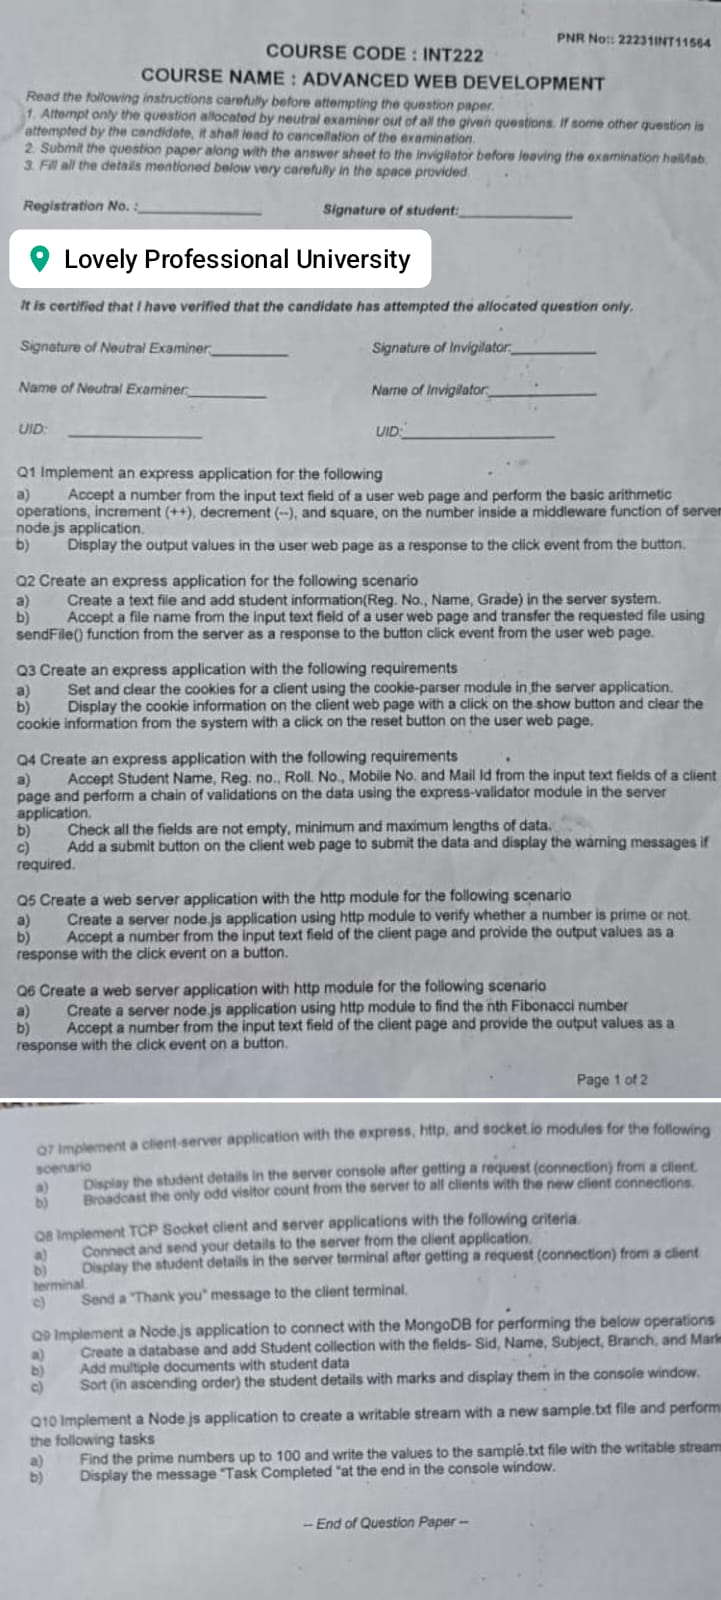 PNR No:: 22231INT11564
COURSE CODE : INT222
COURSE NAME : ADVANCED WEB DEVELOPMENT
Read the following instructions carefully before attempting the question paper.
1. Attempt only the question allocated by neutral examiner out of all the given questions. If some other question is
attempted by the candidate, it shall lead to cancellation of the examination.
2. Submit the question paper along with the answer sheet to the invigilator before leaving the examination hall/lab.
3. Fill all the details mentioned below very carefully in the space provided.
Registration No. :____________ Signature of student:____________
Lovely Professional University
It is certified that I have verified that the candidate has attempted the allocated question only.
Signature of Neutral Examiner:____________ Signature of Invigilator:____________
Name of Neutral Examiner:____________ Name of Invigilator:____________
UID: ____________ UID:____________
Q1 Implement an express application for the following
a) Accept a number from the input text field of a user web page and perform the basic arithmetic
operations, increment (++), decrement (--), and square, on the number inside a middleware function of server
node.js application.
b) Display the output values in the user web page as a response to the click event from the button.
Q2 Create an express application for the following scenario
a) Create a text file and add student information(Reg. No., Name, Grade) in the server system.
b) Accept a file name from the input text field of a user web page and transfer the requested file using
sendFile() function from the server as a response to the button click event from the user web page.
Q3 Create an express application with the following requirements
a) Set and clear the cookies for a client using the cookie-parser module in the server application.
b) Display the cookie information on the client web page with a click on the show button and clear the
cookie information from the system with a click on the reset button on the user web page.
Q4 Create an express application with the following requirements
a) Accept Student Name, Reg. no., Roll. No., Mobile No. and Mail Id from the input text fields of a client
page and perform a chain of validations on the data using the express-validator module in the server
application.
b) Check all the fields are not empty, minimum and maximum lengths of data.
c) Add a submit button on the client web page to submit the data and display the warning messages if
required.
Q5 Create a web server application with the http module for the following scenario
a) Create a server node.js application using http module to verify whether a number is prime or not.
b) Accept a number from the input text field of the client page and provide the output values as a
response with the click event on a button.
Q6 Create a web server application with http module for the following scenario
a) Create a server node.js application using http module to find the nth Fibonacci number
b) Accept a number from the input text field of the client page and provide the output values as a
response with the click event on a button.
Page 1 of 2
Q7 Implement a client-server application with the express, http, and socket.io modules for the following
scenario
a) Display the student details in the server console after getting a request (connection) from a client.
b) Broadcast the only odd visitor count from the server to all clients with the new client connections.
Q8 Implement TCP Socket client and server applications with the following criteria.
a) Connect and send your details to the server from the client application.
b) Display the student details in the server terminal after getting a request (connection) from a client
terminal.
c) Send a "Thank you" message to the client terminal.
Q9 Implement a Node.js application to connect with the MongoDB for performing the below operations
a) Create a database and add Student collection with the fields- Sid, Name, Subject, Branch, and Mark
b) Add multiple documents with student data
c) Sort (in ascending order) the student details with marks and display them in the console window.
Q10 Implement a Node.js application to create a writable stream with a new sample.txt file and perform
the following tasks
a) Find the prime numbers up to 100 and write the values to the sample.txt file with the writable stream
b) Display the message "Task Completed "at the end in the console window.
-- End of Question Paper --